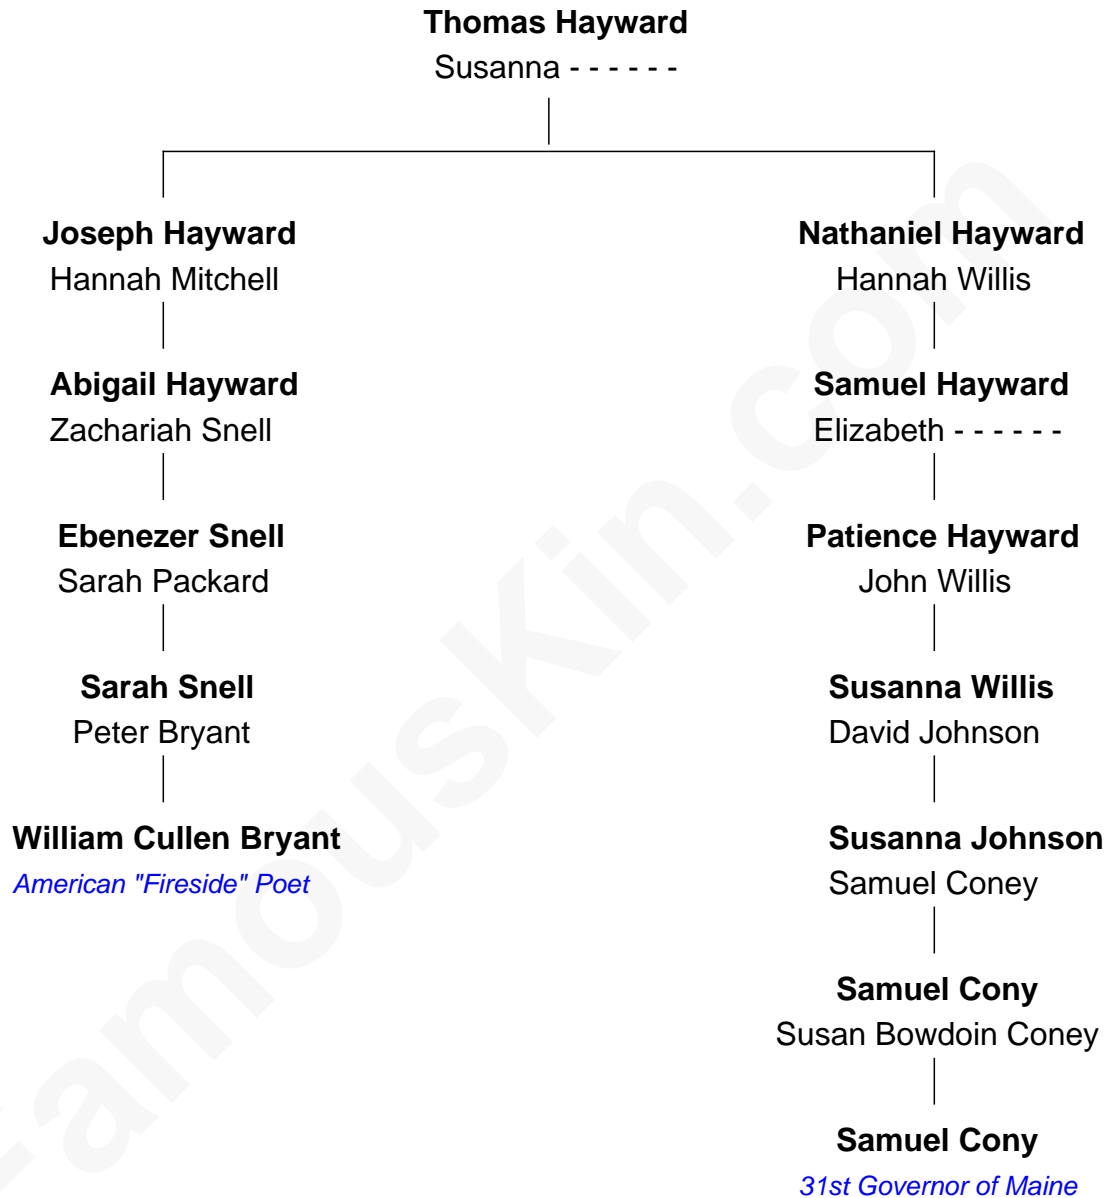 Thomas Hayward
Susanna - - - - - -
Joseph Hayward
Hannah Mitchell
Nathaniel Hayward
Hannah Willis
Abigail Hayward
Zachariah Snell
Samuel Hayward
Elizabeth - - - - - -
Ebenezer Snell
Sarah Packard
Patience Hayward
John Willis
Sarah Snell
Peter Bryant
Susanna Willis
David Johnson
William Cullen Bryant
American "Fireside" Poet
Susanna Johnson
Samuel Coney
Samuel Cony
Susan Bowdoin Coney
Samuel Cony
31st Governor of Maine
FamousKin.com